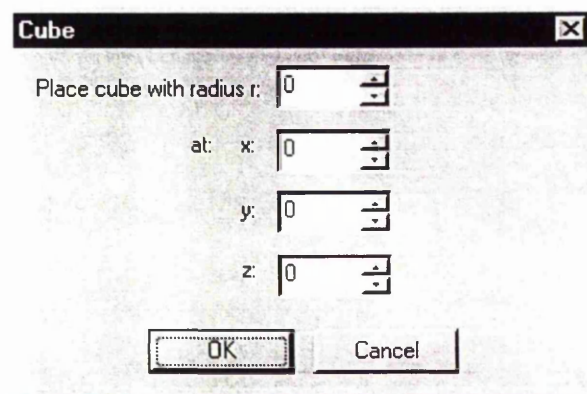 Cube
Place cube with radius r: 0
at: x: 0
y: 0
z: 0
OK Cancel